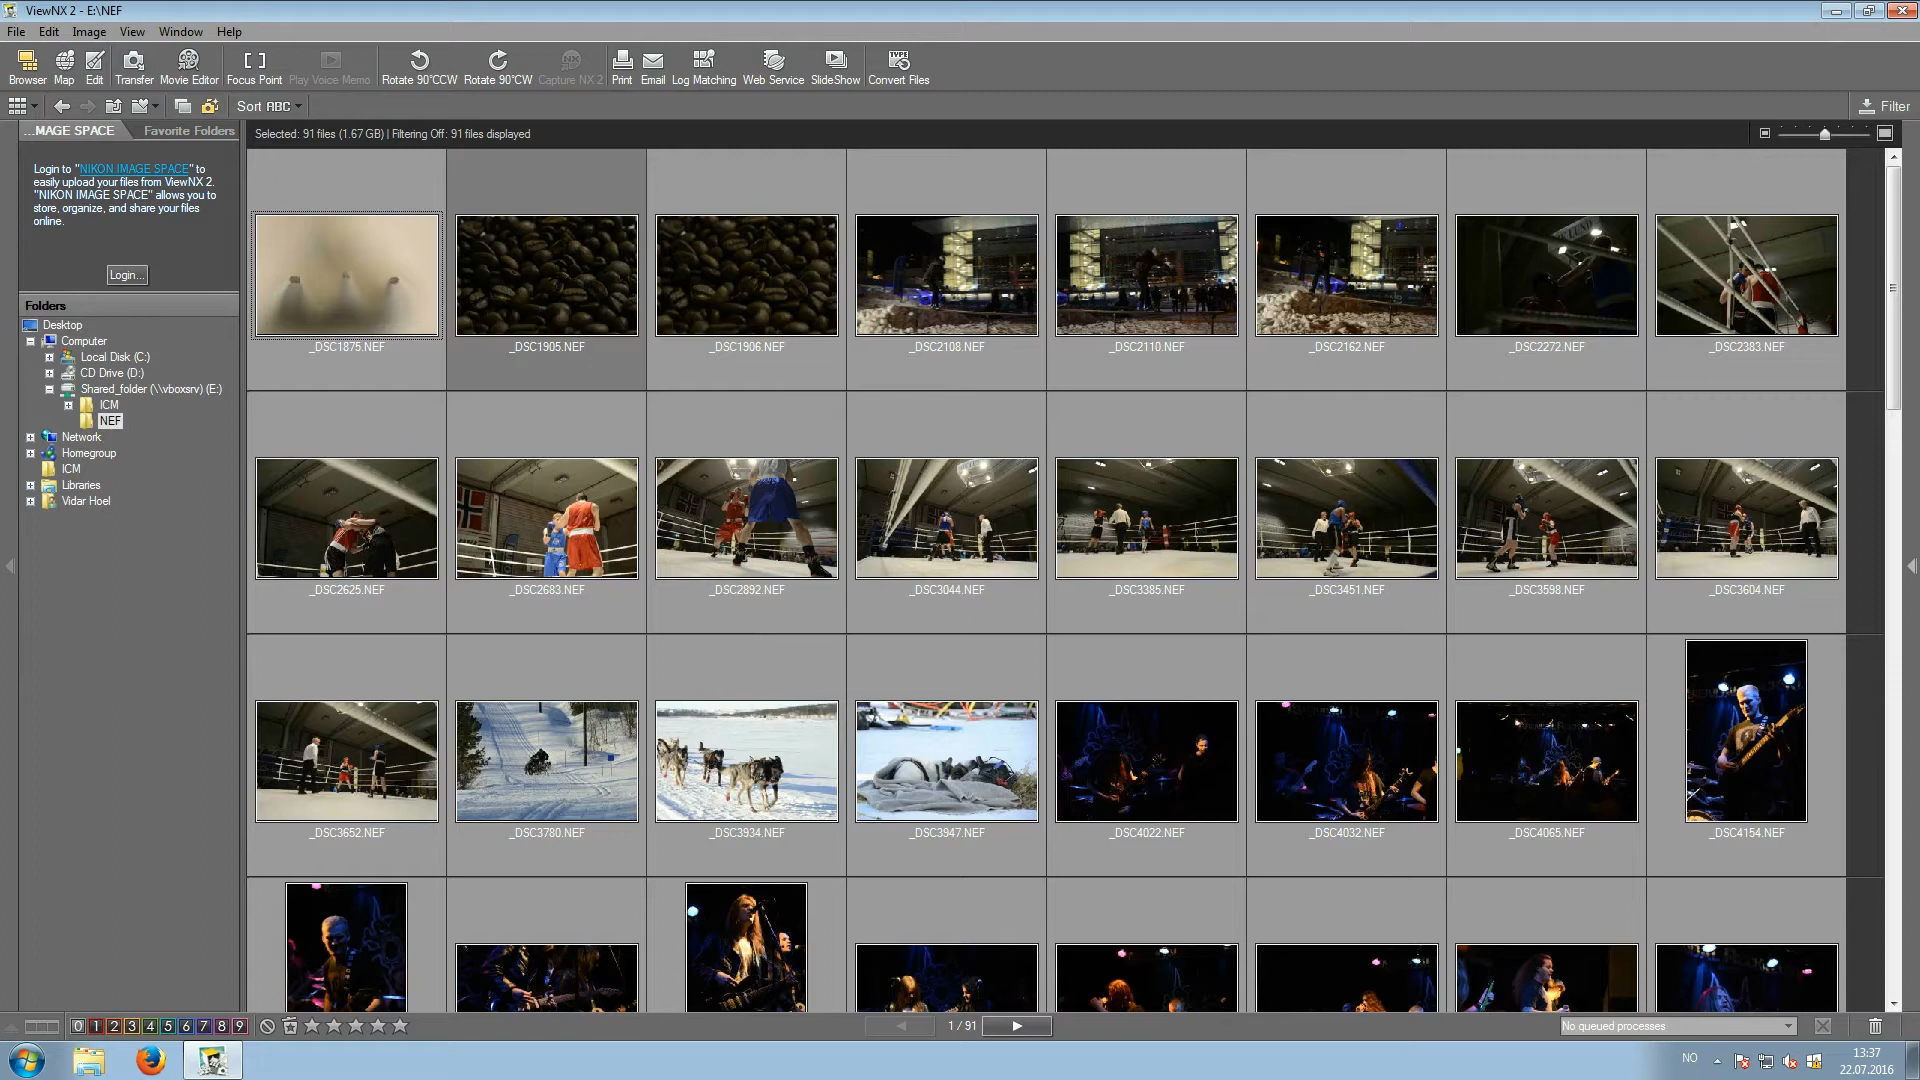 ViewNX 2 - E:\NEF
File Edit Image View Window Help
Browser Map Edit Transfer Movie Editor Focus Point Play Voice Memo Rotate 90°CCW Rotate 90°CW Capture NX 2 Print Email Log Matching Web Service SlideShow Convert Files
Sort ABC
Filter
...MAGE SPACE Favorite Folders
Selected: 91 files (1.67 GB) | Filtering Off: 91 files displayed
Login to "NIKON IMAGE SPACE" to
easily upload your files from ViewNX 2.
"NIKON IMAGE SPACE" allows you to
store, organize, and share your files
online.
Login...
Folders
Desktop
Computer
Local Disk (C:)
CD Drive (D:)
Shared_folder (\\vboxsrv) (E:)
ICM
NEF
Network
Homegroup
ICM
Libraries
Vidar Hoel
_DSC1875.NEF _DSC1905.NEF _DSC1906.NEF _DSC2108.NEF _DSC2110.NEF _DSC2162.NEF _DSC2272.NEF _DSC2383.NEF
_DSC2625.NEF _DSC2683.NEF _DSC2892.NEF _DSC3044.NEF _DSC3385.NEF _DSC3451.NEF _DSC3598.NEF _DSC3604.NEF
_DSC3652.NEF _DSC3780.NEF _DSC3934.NEF _DSC3947.NEF _DSC4022.NEF _DSC4032.NEF _DSC4065.NEF _DSC4154.NEF
0 1 2 3 4 5 6 7 8 9
1 / 91
No queued processes
NO
13:37
22.07.2016